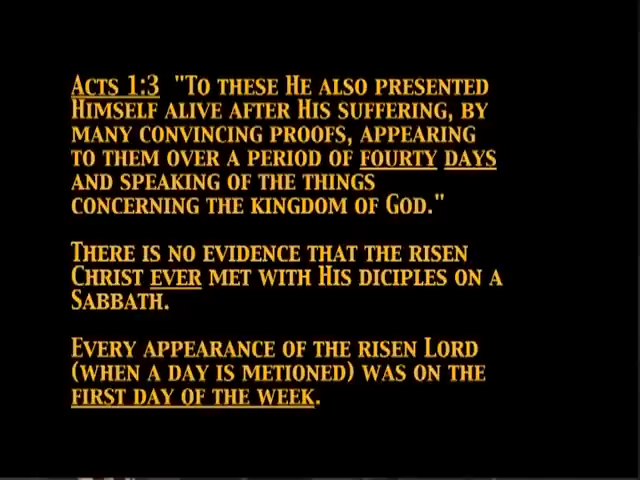 Acts 1:3 "To these He also presented
Himself alive after His suffering, by
many convincing proofs, appearing
to them over a period of fourty days
and speaking of the things
concerning the kingdom of God."
There is no evidence that the risen
Christ ever met with His diciples on a
Sabbath.
Every appearance of the risen Lord
(when a day is metioned) was on the
first day of the week.